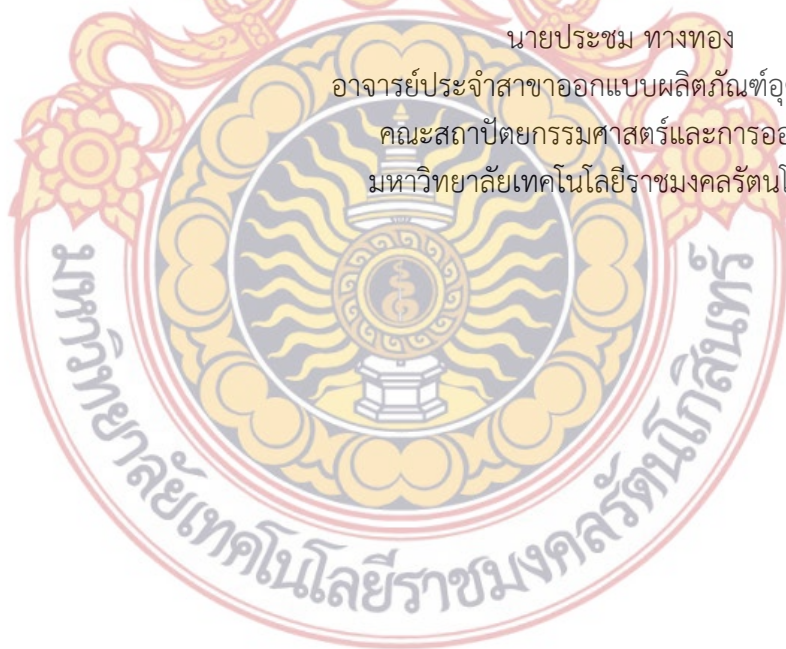 นายประชม ทางทอง
อาจารย์ประจำสาขาออกแบบผลิตภัณฑ์อุ
คณะสถาปัตยกรรมศาสตร์และการออ
มหาวิทยาลัยเทคโนโลยีราชมงคลรัตนโ
มหาวิทยาลัยเทคโนโลยีราชมงคลรัตนโกสินทร์